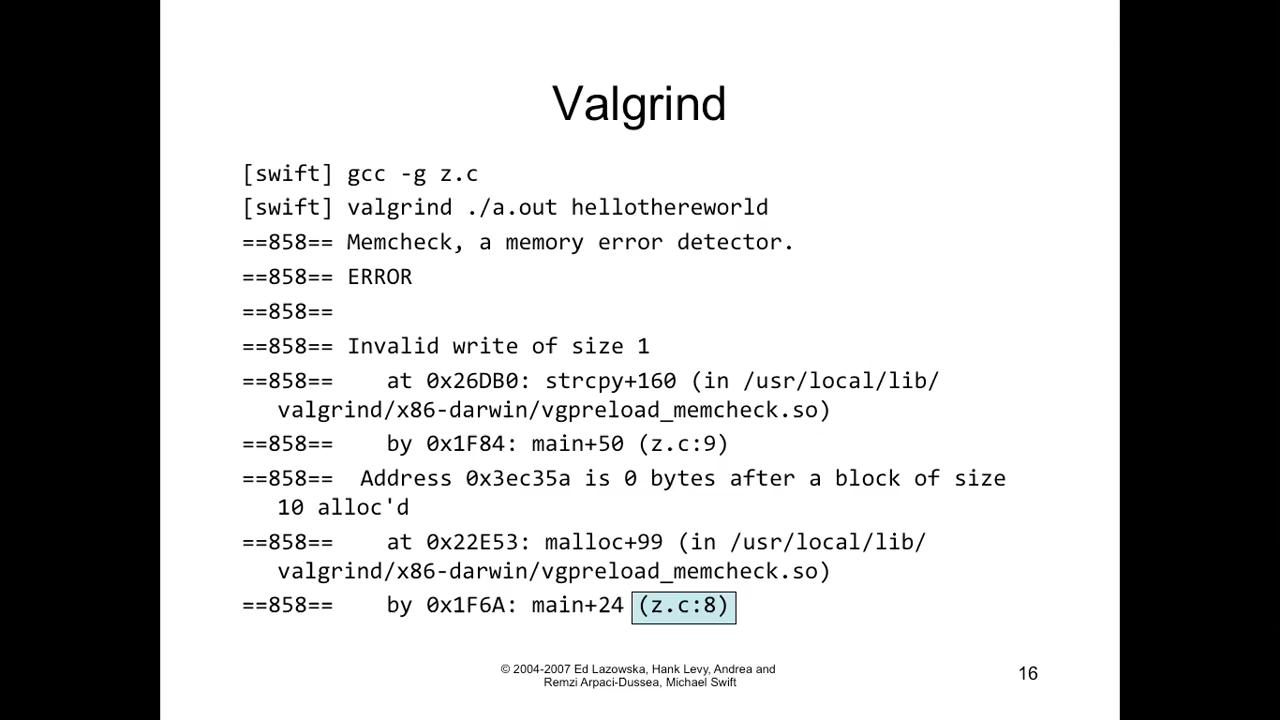 Valgrind
[swift] gcc -g z.c
[swift] valgrind ./a.out hellothereworld
==858== Memcheck, a memory error detector.
==858== ERROR
==858==
==858== Invalid write of size 1
==858==    at 0x26DB0: strcpy+160 (in /usr/local/lib/
valgrind/x86-darwin/vgpreload_memcheck.so)
==858==    by 0x1F84: main+50 (z.c:9)
==858==  Address 0x3ec35a is 0 bytes after a block of size
10 alloc'd
==858==    at 0x22E53: malloc+99 (in /usr/local/lib/
valgrind/x86-darwin/vgpreload_memcheck.so)
==858==    by 0x1F6A: main+24 (z.c:8)
© 2004-2007 Ed Lazowska, Hank Levy, Andrea and
Remzi Arpaci-Dussea, Michael Swift
16